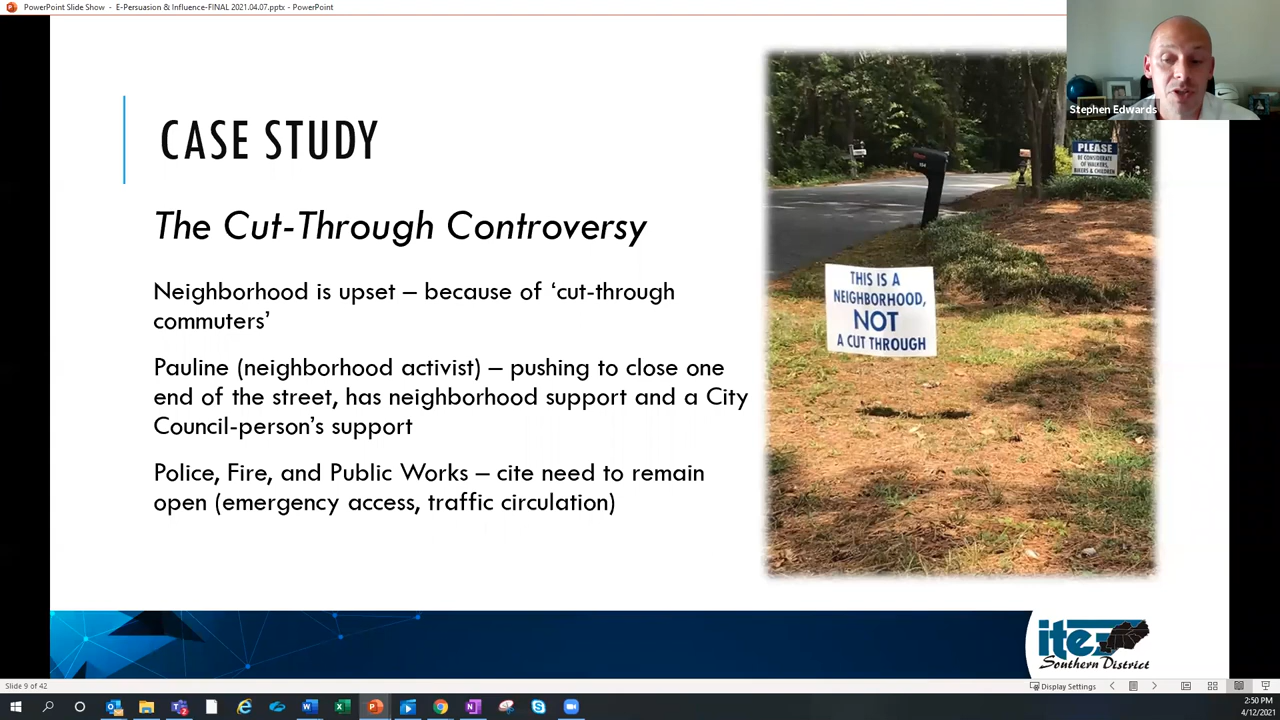 PowerPoint Slide Show - E-Persuasion & Influence-FINAL 2021.04.07.pptx - PowerPoint
Stephen Edwards
CASE STUDY
The Cut-Through Controversy
Neighborhood is upset – because of ‘cut-through
commuters’
Pauline (neighborhood activist) – pushing to close one
end of the street, has neighborhood support and a City
Council-person’s support
Police, Fire, and Public Works – cite need to remain
open (emergency access, traffic circulation)
PLEASE
BE CONSIDERATE
OF WALKERS,
BIKERS & CHILDREN
THIS IS A
NEIGHBORHOOD,
NOT
A CUT THROUGH
ite
Southern District
Slide 9 of 42
Display Settings
2:50 PM
4/12/2021